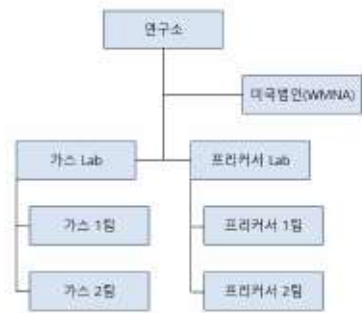 연구소
미국법인(WMNA)
가스 Lab
프리커서 Lab
가스 1팀
프리커서 1팀
가스 2팀
프리커서 2팀